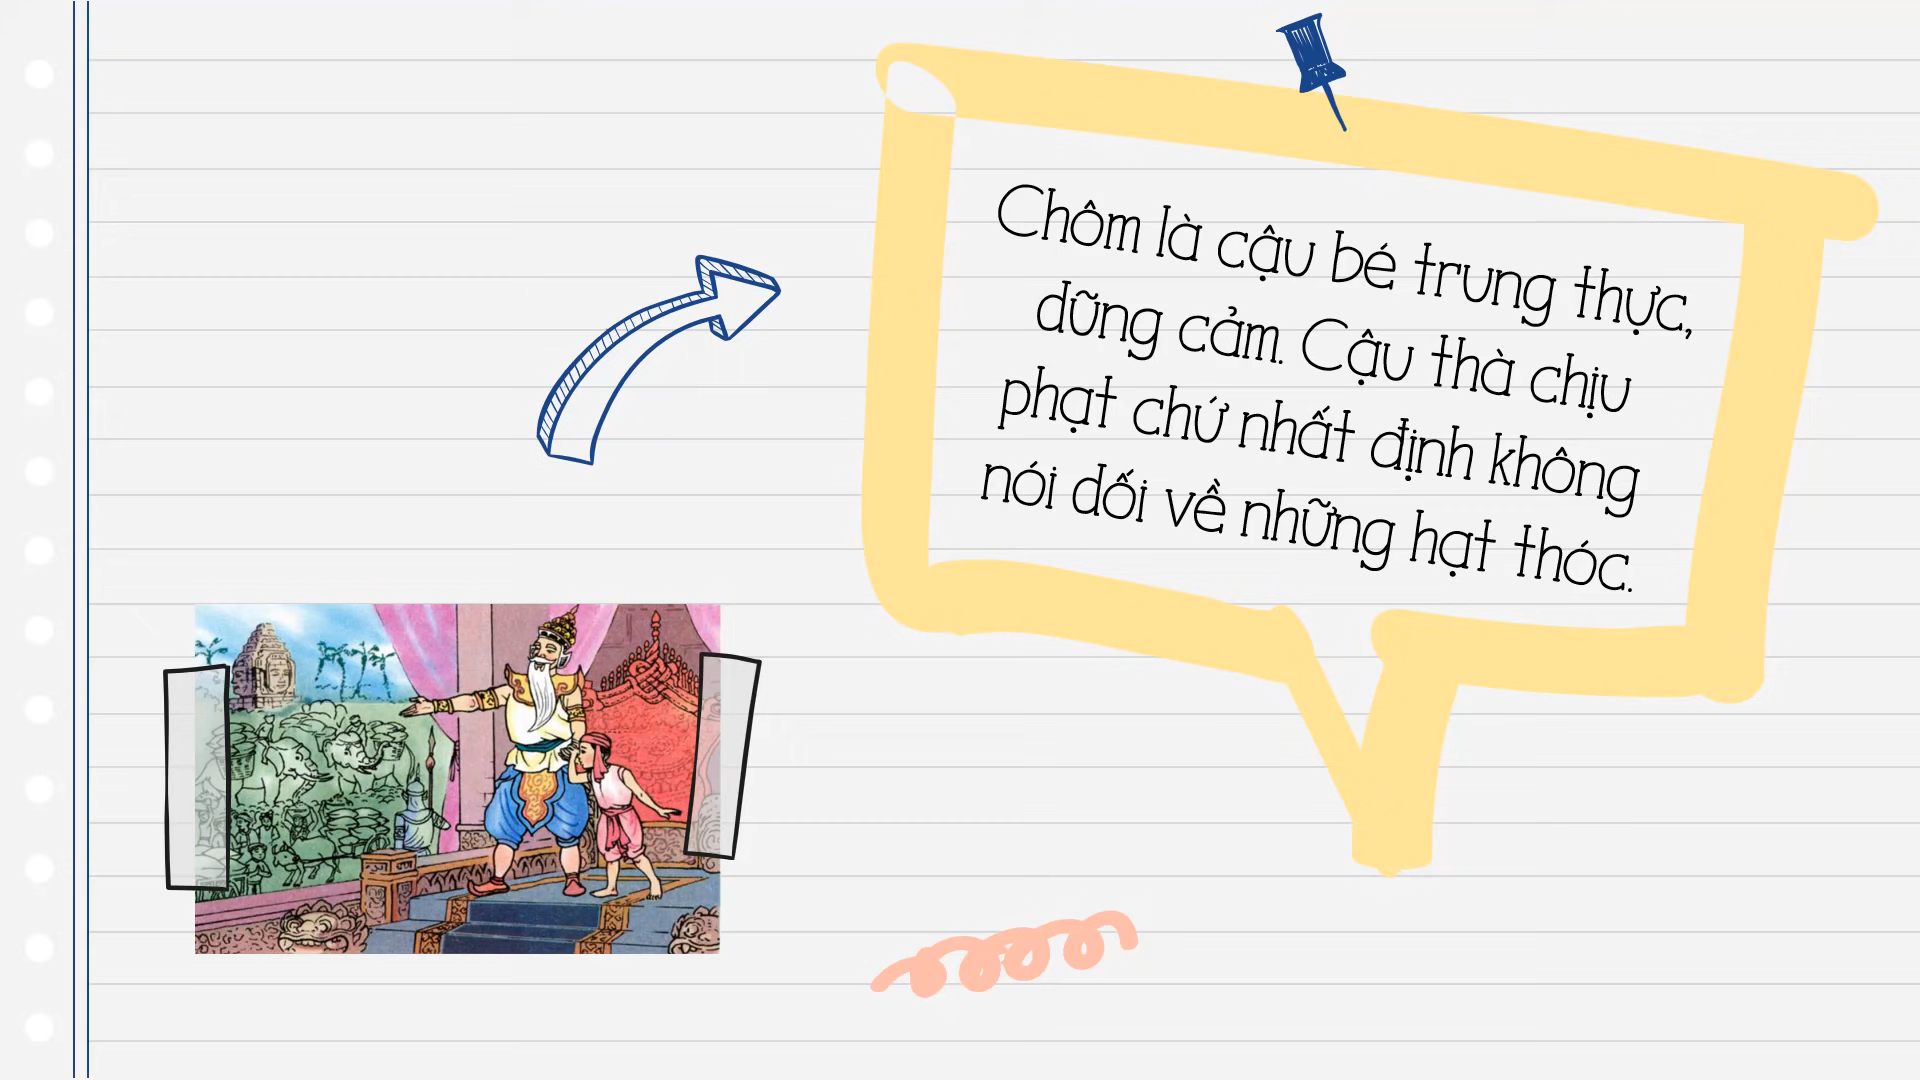 Chôm là cậu bé trung thực,
dũng cảm. Cậu thà chịu
phạt chứ nhất định không
nói dối về những hạt thóc.